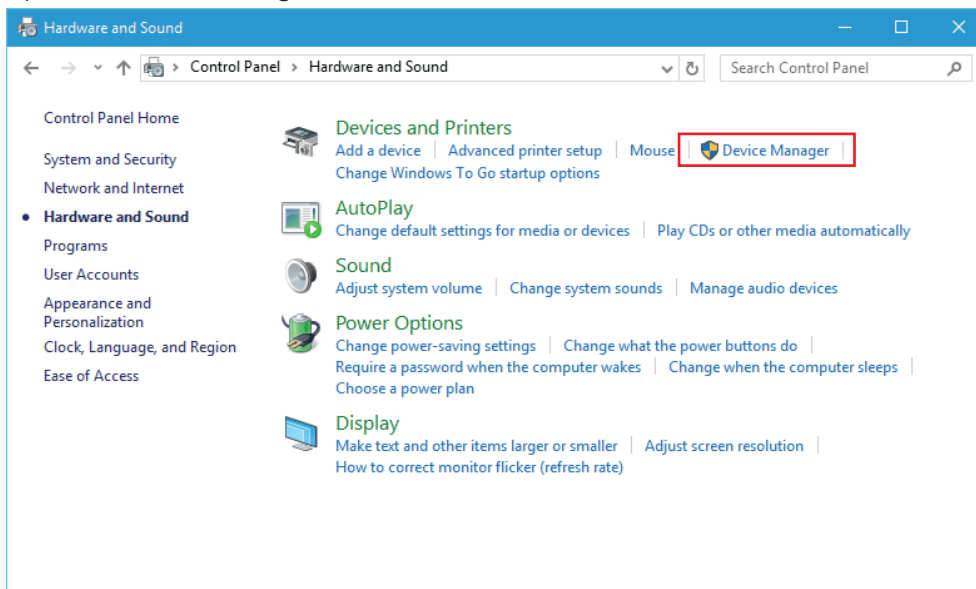 Hardware and Sound
Control Panel > Hardware and Sound
Search Control Panel
Control Panel Home
System and Security
Network and Internet
Hardware and Sound
Programs
User Accounts
Appearance and
Personalization
Clock, Language, and Region
Ease of Access
Devices and Printers
Add a device | Advanced printer setup | Mouse | Device Manager |
Change Windows To Go startup options
AutoPlay
Change default settings for media or devices | Play CDs or other media automatically
Sound
Adjust system volume | Change system sounds | Manage audio devices
Power Options
Change power-saving settings | Change what the power buttons do |
Require a password when the computer wakes | Change when the computer sleeps |
Choose a power plan
Display
Make text and other items larger or smaller | Adjust screen resolution |
How to correct monitor flicker (refresh rate)